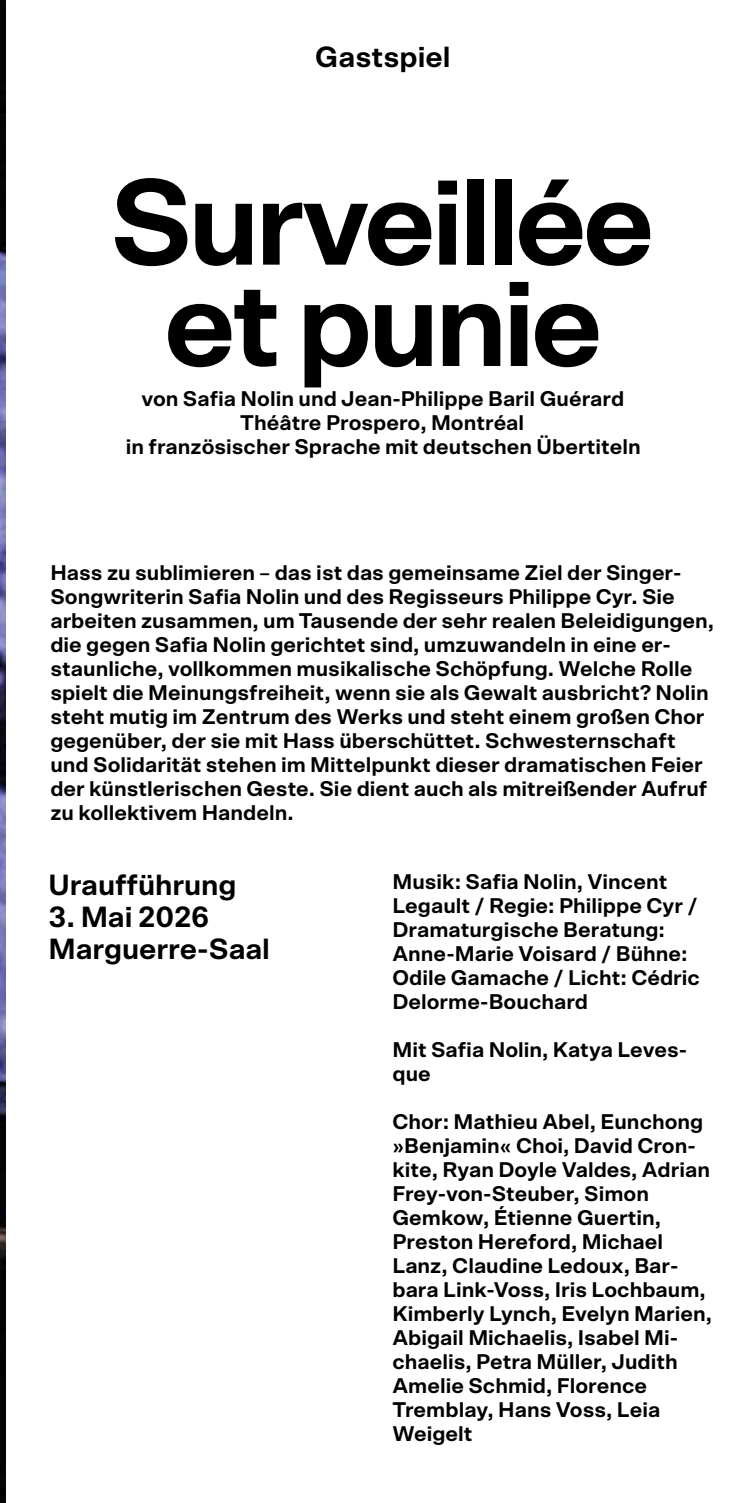 Gastspiel
Surveillée
et punie
von Safia Nolin und Jean-Philippe Baril Guérard
Théâtre Prospero, Montréal
in französischer Sprache mit deutschen Übertiteln
Hass zu sublimieren – das ist das gemeinsame Ziel der Singer-
Songwriterin Safia Nolin und des Regisseurs Philippe Cyr. Sie
arbeiten zusammen, um Tausende der sehr realen Beleidigungen,
die gegen Safia Nolin gerichtet sind, umzuwandeln in eine er-
staunliche, vollkommen musikalische Schöpfung. Welche Rolle
spielt die Meinungsfreiheit, wenn sie als Gewalt ausbricht? Nolin
steht mutig im Zentrum des Werks und steht einem großen Chor
gegenüber, der sie mit Hass überschüttet. Schwesternschaft
und Solidarität stehen im Mittelpunkt dieser dramatischen Feier
der künstlerischen Geste. Sie dient auch als mitreißender Aufruf
zu kollektivem Handeln.
Uraufführung
3. Mai 2026
Marguerre-Saal
Musik: Safia Nolin, Vincent
Legault / Regie: Philippe Cyr /
Dramaturgische Beratung:
Anne-Marie Voisard / Bühne:
Odile Gamache / Licht: Cédric
Delorme-Bouchard
Mit Safia Nolin, Katya Leves-
que
Chor: Mathieu Abel, Eunchong
»Benjamin« Choi, David Cron-
kite, Ryan Doyle Valdes, Adrian
Frey-von-Steuber, Simon
Gemkow, Étienne Guertin,
Preston Hereford, Michael
Lanz, Claudine Ledoux, Bar-
bara Link-Voss, Iris Lochbaum,
Kimberly Lynch, Evelyn Marien,
Abigail Michaelis, Isabel Mi-
chaelis, Petra Müller, Judith
Amelie Schmid, Florence
Tremblay, Hans Voss, Leia
Weigelt